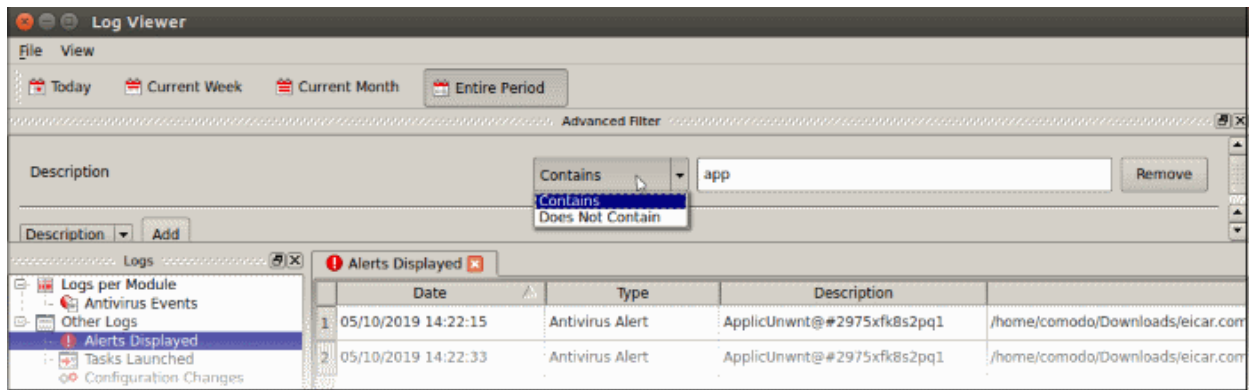 Log Viewer
File View
Today Current Week Current Month Entire Period
Advanced Filter
Description Contains app Remove
Contains
Does Not Contain
Description Add
Logs
Logs per Module
Antivirus Events
Other Logs
Alerts Displayed
Tasks Launched
Configuration Changes
Alerts Displayed
Date Type Description
1 05/10/2019 14:22:15 Antivirus Alert ApplicUnwnt@#2975xfk8s2pq1 /home/comodo/Downloads/eicar.com
2 05/10/2019 14:22:33 Antivirus Alert ApplicUnwnt@#2975xfk8s2pq1 /home/comodo/Downloads/eicar.com